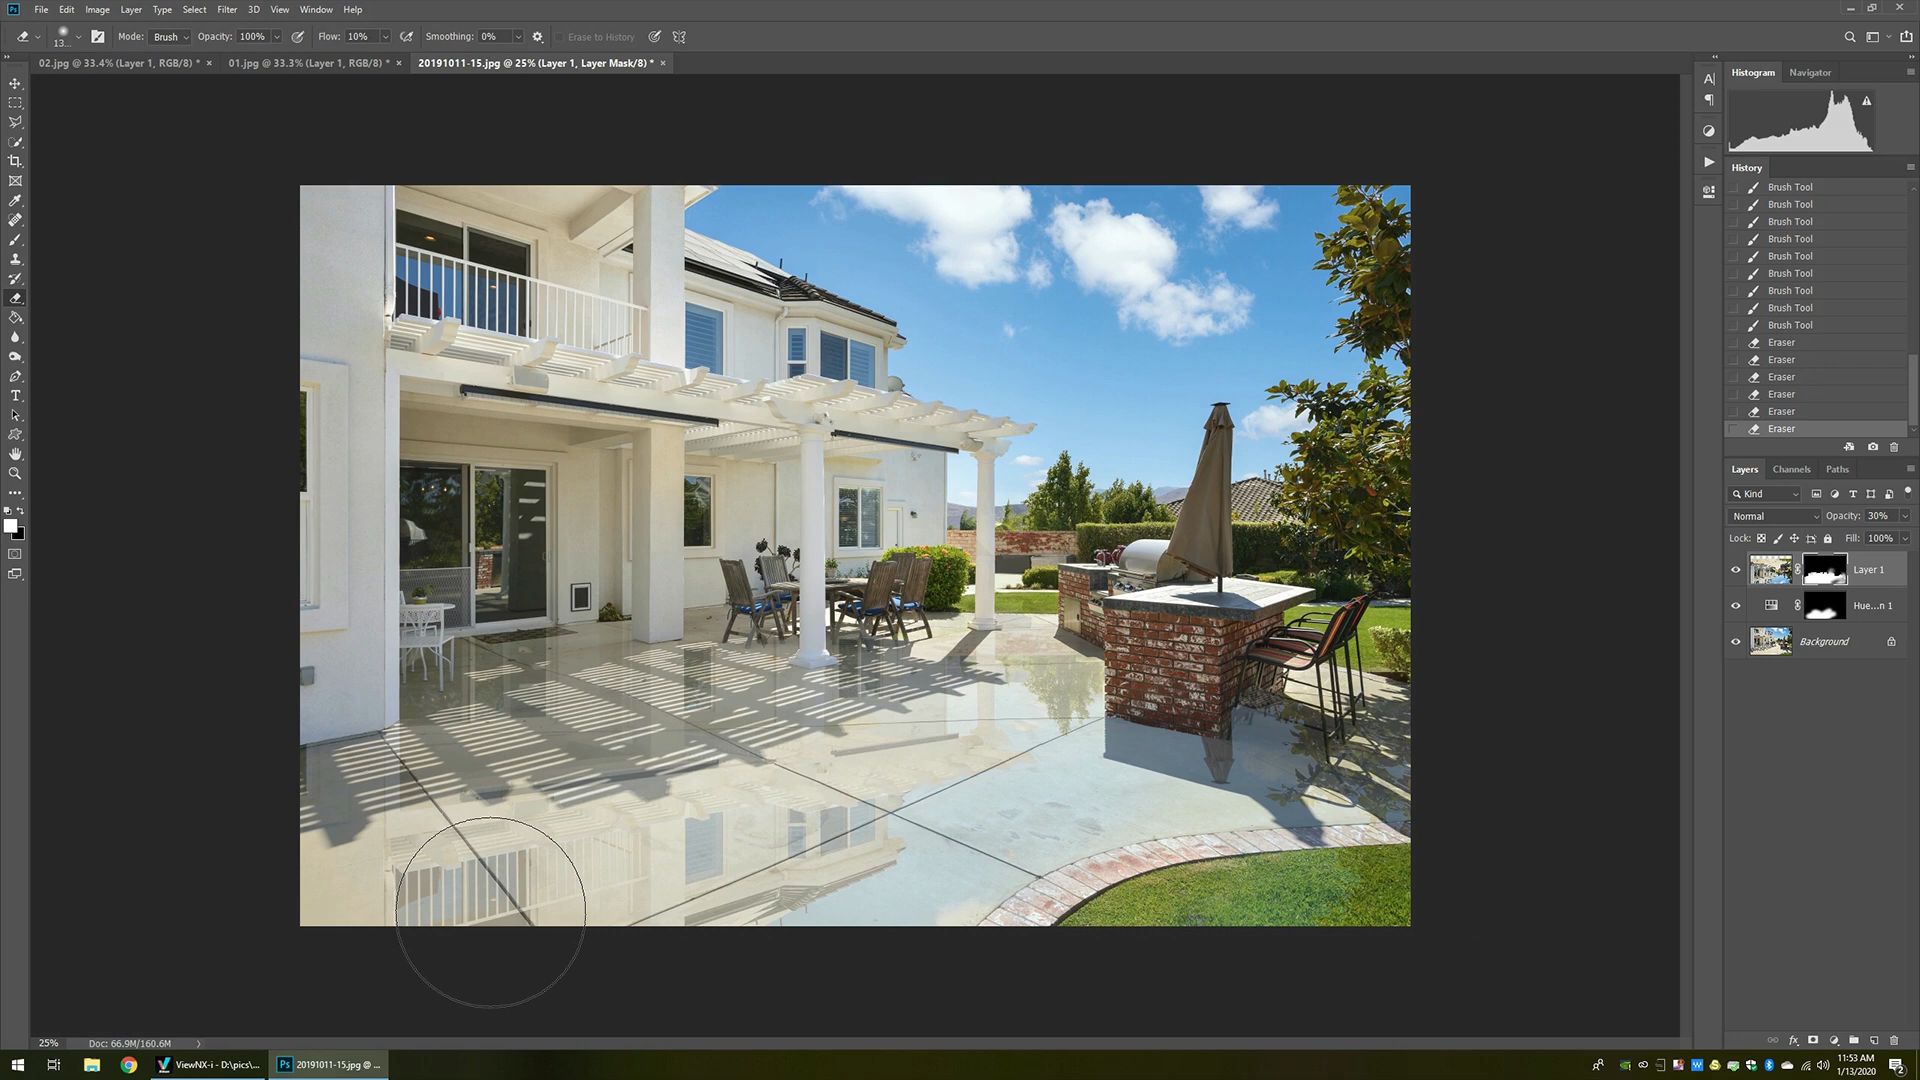 Ps File Edit Image Layer Type Select Filter 3D View Window Help
13... Mode: Brush Opacity: 100% Flow: 10% Smoothing: 0% Erase to History
02.jpg @ 33.4% (Layer 1, RGB/8) * × 01.jpg @ 33.3% (Layer 1, RGB/8) * × 20191011-15.jpg @ 25% (Layer 1, Layer Mask/8) * ×
Histogram Navigator
History
Brush Tool
Brush Tool
Brush Tool
Brush Tool
Brush Tool
Brush Tool
Brush Tool
Brush Tool
Brush Tool
Eraser
Eraser
Eraser
Eraser
Eraser
Eraser
Layers Channels Paths
Kind
Normal Opacity: 30%
Lock: Fill: 100%
Layer 1
Hue...n 1
Background
25% Doc: 66.9M/160.6M
ViewNX-i - D:\pics\...
Ps 20191011-15.jpg @ ...
11:53 AM
1/13/2020
2